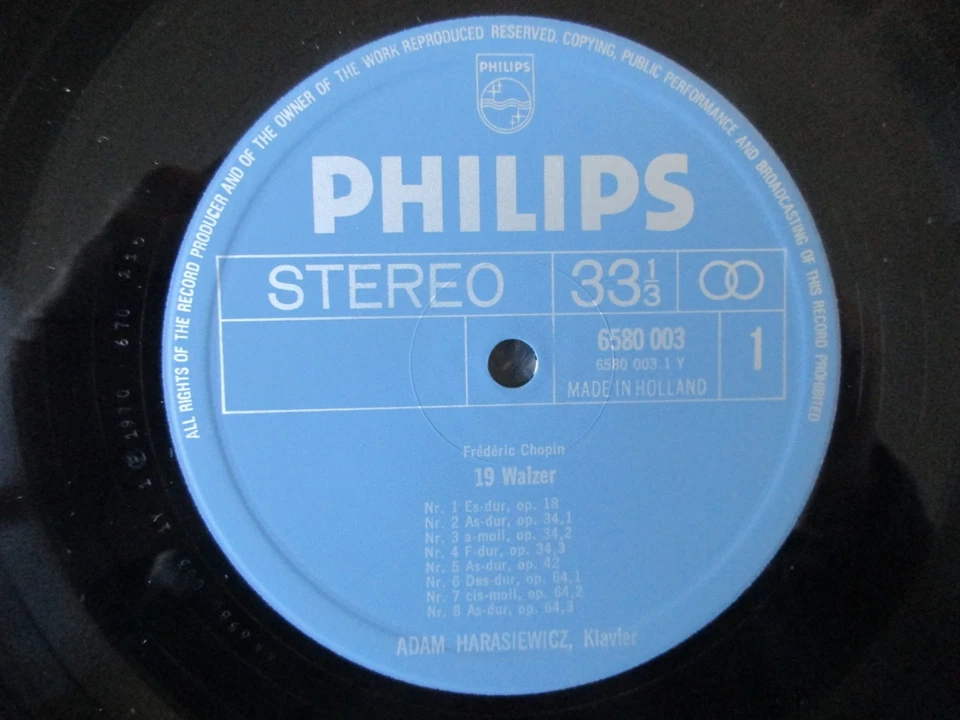 ALL RIGHTS OF THE RECORD PRODUCER AND OF THE OWNER OF THE WORK REPRODUCED RESERVED. COPYING, PUBLIC PERFORMANCE AND BROADCASTING OF THIS RECORD PROHIBITED
PHILIPS
PHILIPS
STEREO 33 1/3
6580 003 1
6580 003.1 Y
MADE IN HOLLAND
Frédéric Chopin
19 Walzer
Nr. 1 Es-dur, op. 18
Nr. 2 As-dur, op. 34,1
Nr. 3 a-moll, op. 34,2
Nr. 4 F-dur, op. 34,3
Nr. 5 As-dur, op. 42
Nr. 6 Des-dur, op. 64,1
Nr. 7 cis-moll, op. 64,2
Nr. 8 As-dur, op. 64,3
ADAM HARASIEWICZ, Klavier
℗ 1970 670